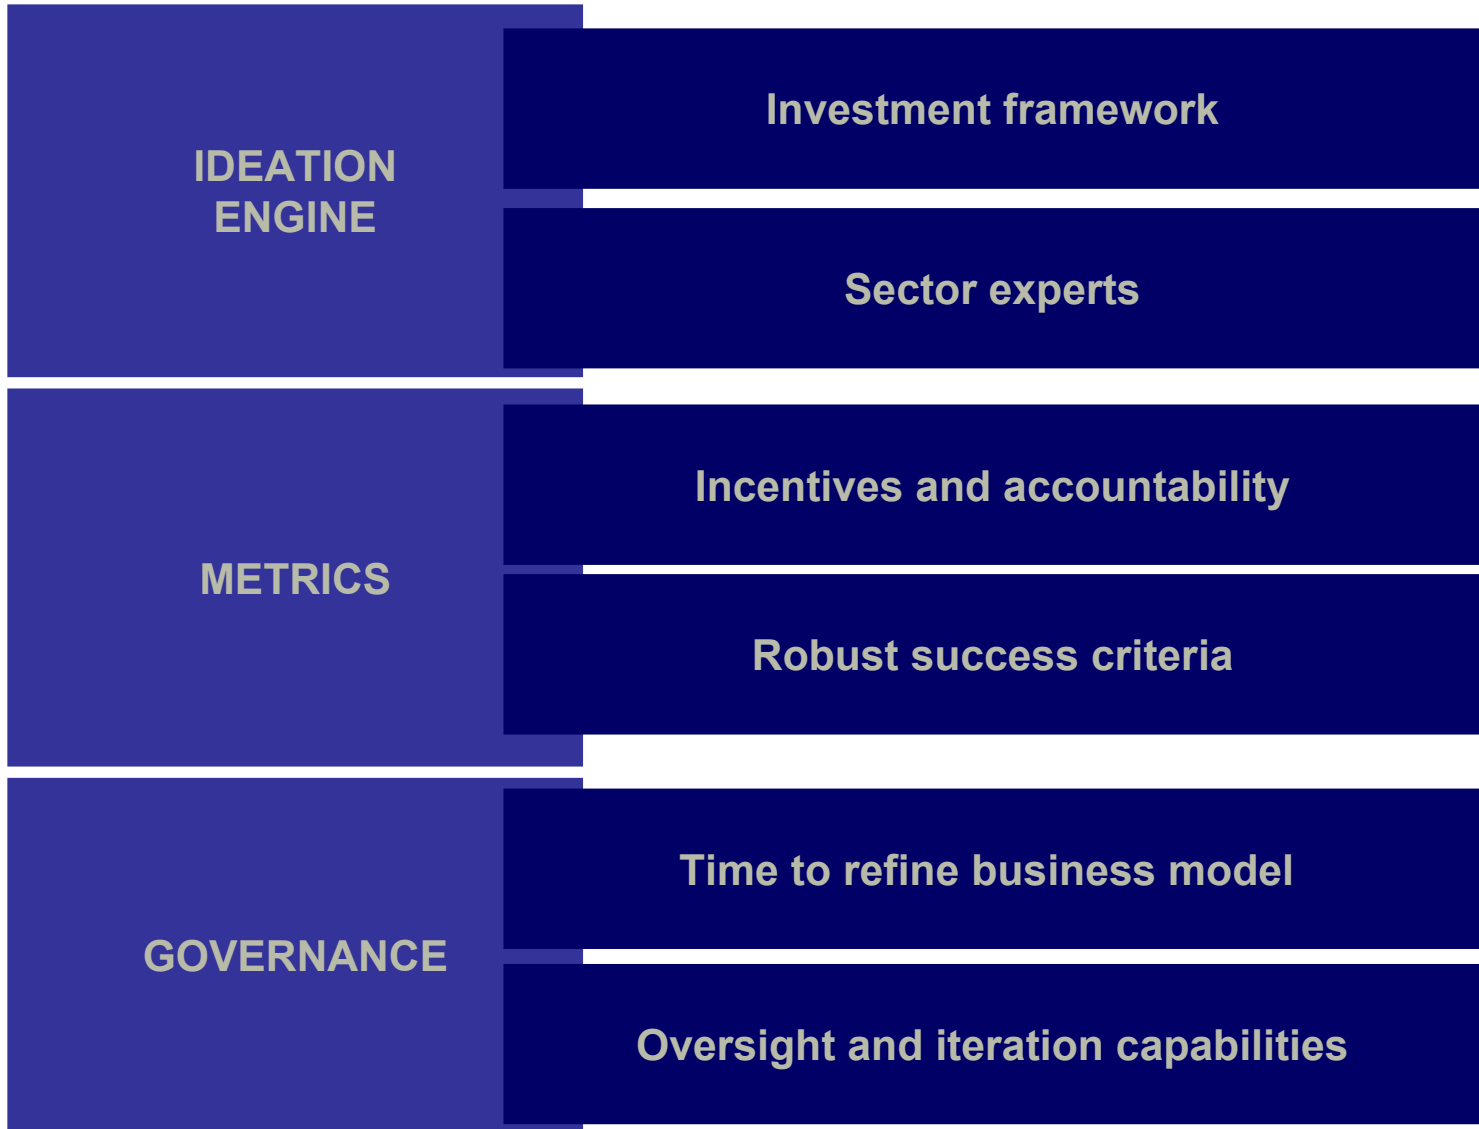 IDEATION
ENGINE
Investment framework
Sector experts
METRICS
Incentives and accountability
Robust success criteria
GOVERNANCE
Time to refine business model
Oversight and iteration capabilities